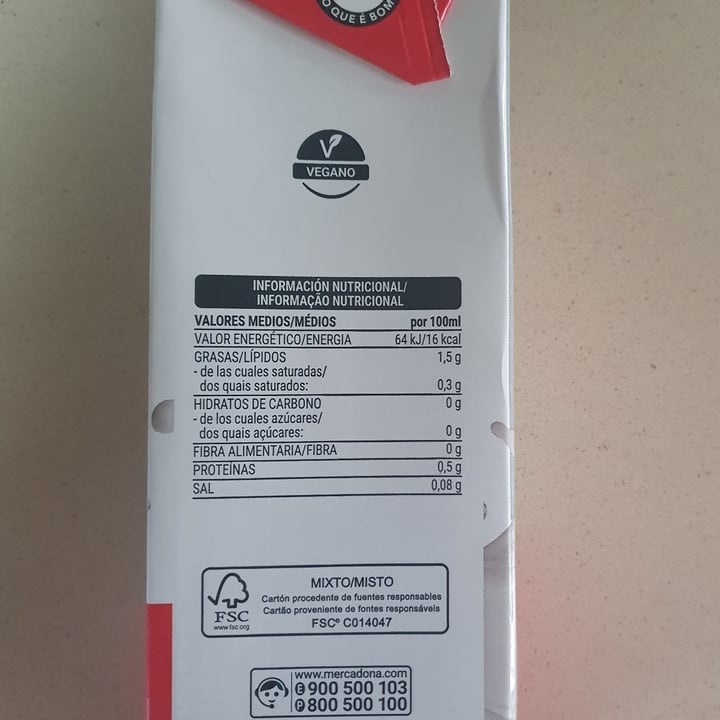 O QUE É BOM
VEGANO
INFORMACIÓN NUTRICIONAL/
INFORMAÇÃO NUTRICIONAL
VALORES MEDIOS/MÉDIOS por 100ml
VALOR ENERGÉTICO/ENERGIA 64 kJ/16 kcal
GRASAS/LÍPIDOS 1,5 g
- de las cuales saturadas/
dos quais saturados: 0,3 g
HIDRATOS DE CARBONO 0 g
- de los cuales azúcares/
dos quais açúcares: 0 g
FIBRA ALIMENTARIA/FIBRA 0 g
PROTEÍNAS 0,5 g
SAL 0,08 g
FSC
www.fsc.org
MIXTO/MISTO
Cartón procedente de fuentes responsables
Cartão proveniente de fontes responsáveis
FSC® C014047
www.mercadona.com
E 900 500 103
P 800 500 100